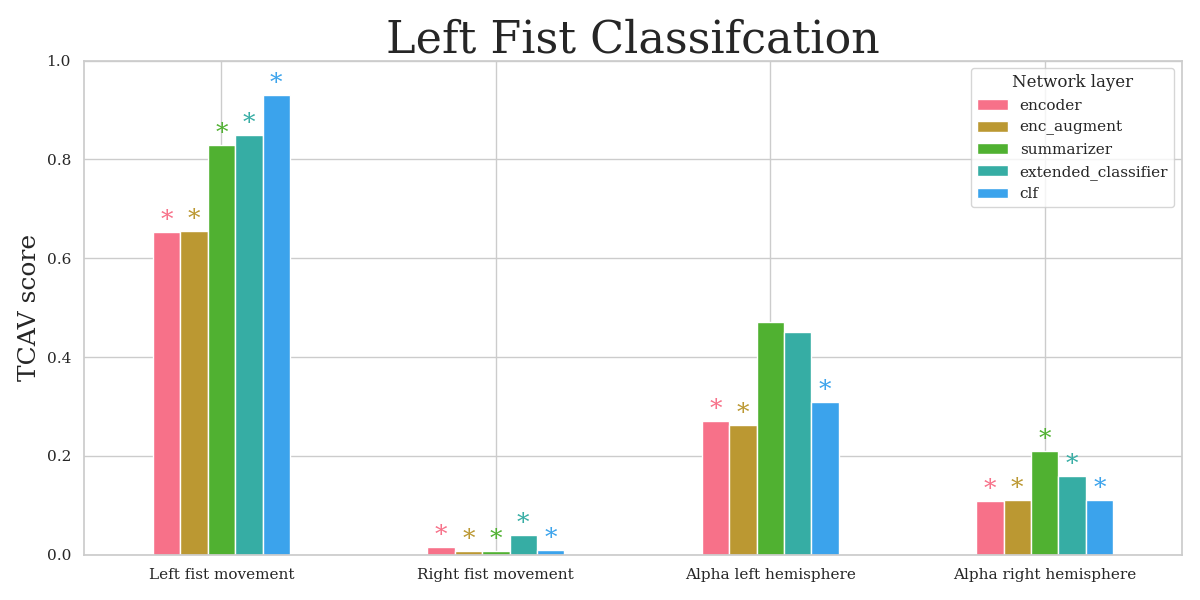 Left Fist Classifcation
TCAV score
1.0
0.8
0.6
0.4
0.2
0.0
Network layer
encoder
enc_augment
summarizer
extended_classifier
clf
* * * * *
* * * * *
* * *
* * * * *
Left fist movement
Right fist movement
Alpha left hemisphere
Alpha right hemisphere